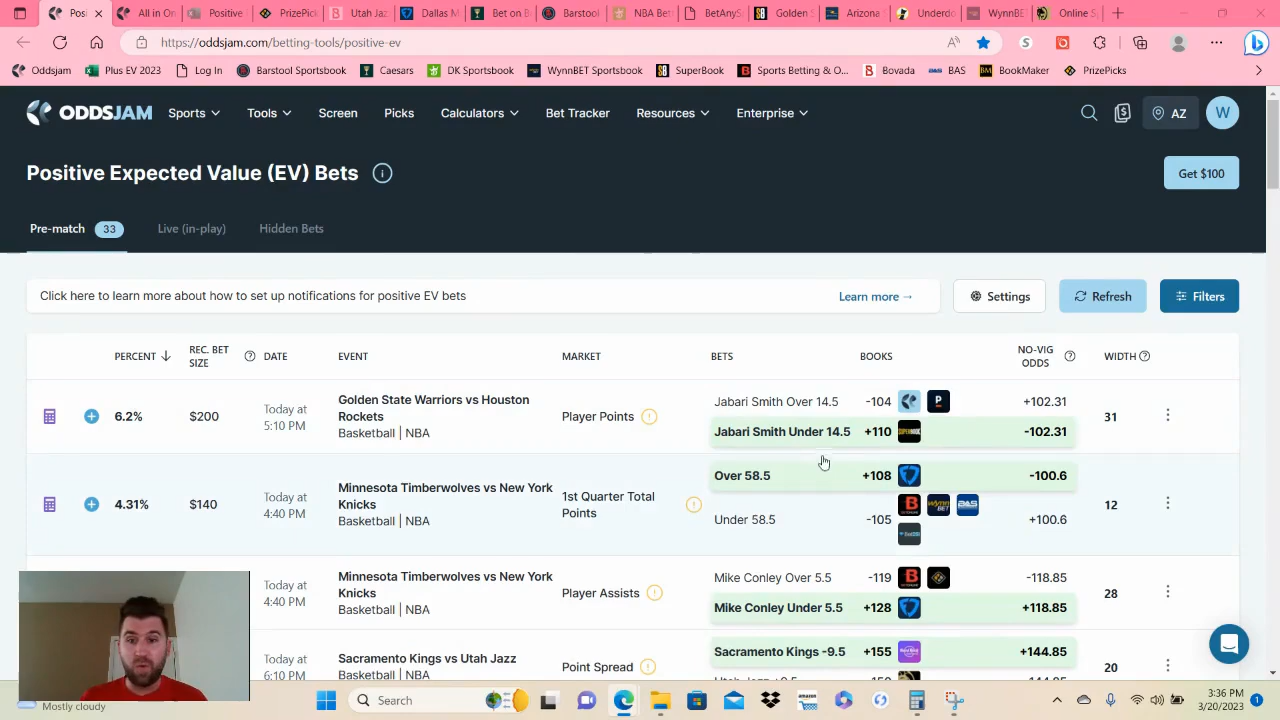 Posi
All in On
Positive
PrizePick
Utah Jaz
Dallas M
Bet on B
Barstool
NBA Bet
BetAnyS
Golden S
Arizona
Underdo
WynnBE
Online S
https://oddsjam.com/betting-tools/positive-ev
Oddsjam
Plus EV 2023
Log In
Barstool Sportsbook
Caesars
DK Sportsbook
WynnBET Sportsbook
SuperBook
Sports Betting & O...
Bovada
BAS
BookMaker
PrizePicks
ODDSJAM
Sports
Tools
Screen
Picks
Calculators
Bet Tracker
Resources
Enterprise
AZ
W
Positive Expected Value (EV) Bets
Get $100
Pre-match 33
Live (in-play)
Hidden Bets
Click here to learn more about how to set up notifications for positive EV bets
Learn more →
Settings
Refresh
Filters
PERCENT
REC. BET
SIZE
DATE
EVENT
MARKET
BETS
BOOKS
NO-VIG
ODDS
WIDTH
6.2%
$200
Today at
5:10 PM
Golden State Warriors vs Houston
Rockets
Basketball | NBA
Player Points
Jabari Smith Over 14.5 -104 +102.31
Jabari Smith Under 14.5 +110 -102.31
31
4.31%
$140
Today at
4:40 PM
Minnesota Timberwolves vs New York
Knicks
Basketball | NBA
1st Quarter Total
Points
Over 58.5 +108 -100.6
Under 58.5 -105 +100.6
12
Today at
4:40 PM
Minnesota Timberwolves vs New York
Knicks
Basketball | NBA
Player Assists
Mike Conley Over 5.5 -119 -118.85
Mike Conley Under 5.5 +128 +118.85
28
Today at
6:10 PM
Sacramento Kings vs Utah Jazz
Basketball | NBA
Point Spread
Sacramento Kings -9.5 +155 +144.85
20
Mostly cloudy
Search
3:36 PM
3/20/2023